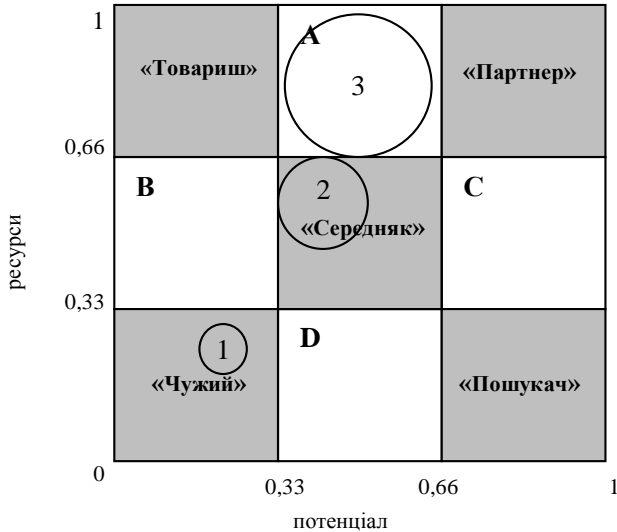 1
A
«Товариш»
3
«Партнер»
0,66
B
2
C
«Середняк»
ресурси
0,33
1
D
«Чужий»
«Пошукач»
0
0,33
0,66
1
потенціал